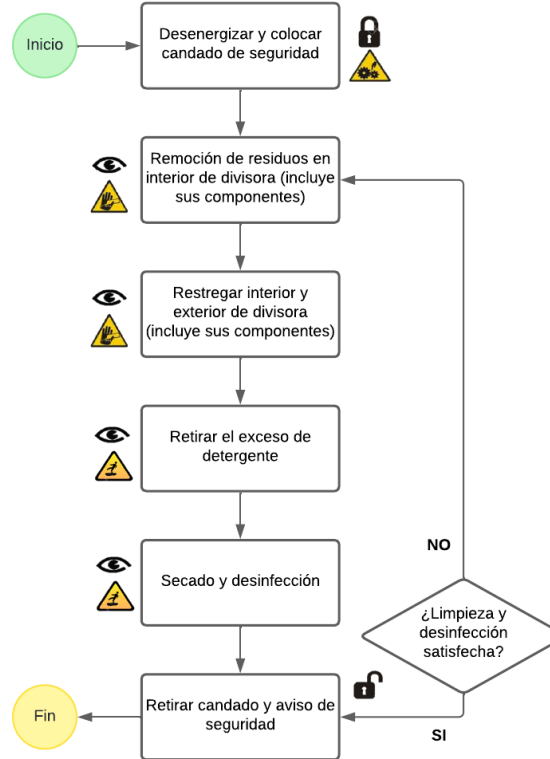 Inicio
Desenergizar y colocar
candado de seguridad
Remoción de residuos en
interior de divisora (incluye
sus componentes)
Restregar interior y
exterior de divisora
(incluye sus componentes)
Retirar el exceso de
detergente
NO
Secado y desinfección
¿Limpieza y
desinfección
satisfecha?
Retirar candado y aviso de
seguridad
SI
Fin